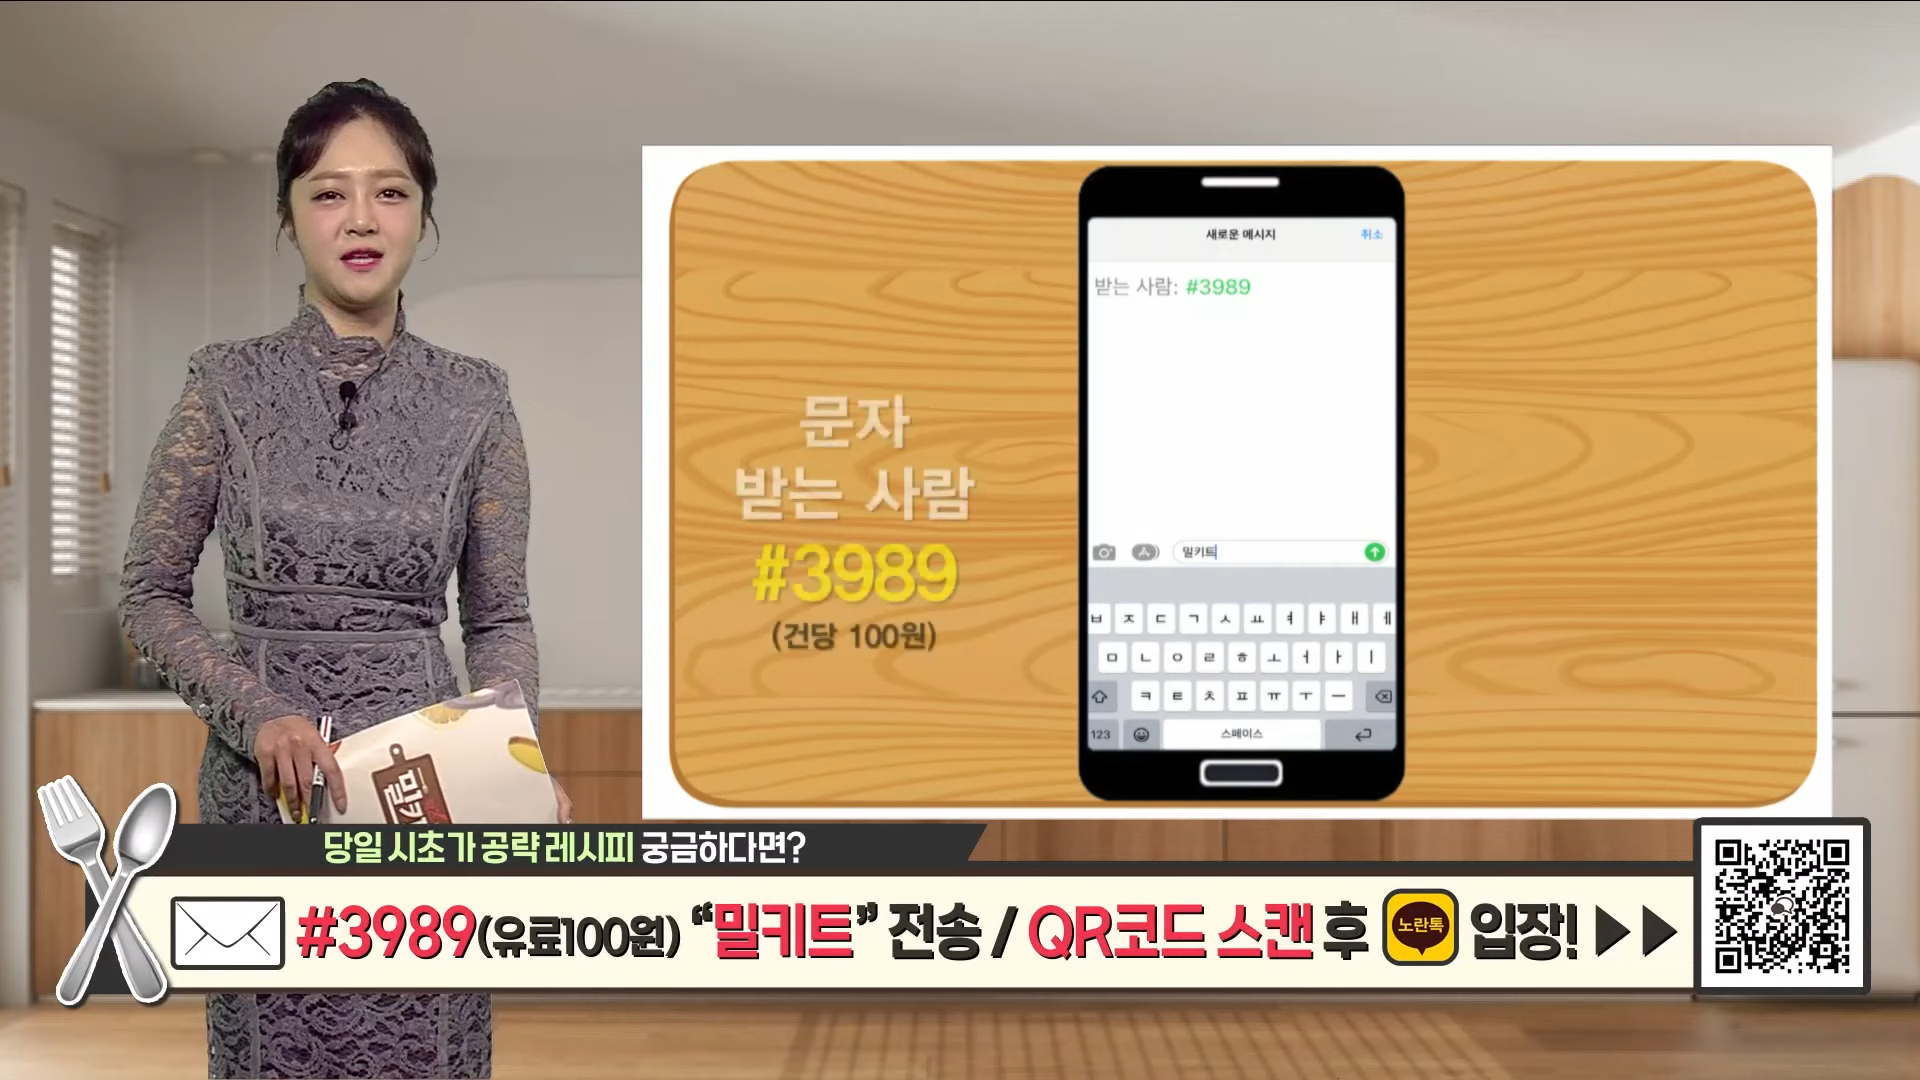 새로운 메시지 취소
받는 사람: #3989
문자
받는 사람
#3989
(건당 100원)
밀키트
ㅂ ㅈ ㄷ ㄱ ㅅ ㅛ ㅕ ㅑ ㅐ ㅔ
ㅁ ㄴ ㅇ ㄹ ㅎ ㅗ ㅓ ㅏ ㅣ
ㅋ ㅌ ㅊ ㅍ ㅠ ㅜ ㅡ
123 스페이스
밀키
당일 시초가 공략 레시피 궁금하다면?
#3989(유료100원) “밀키트” 전송 / QR코드 스캔 후 노란톡 입장!